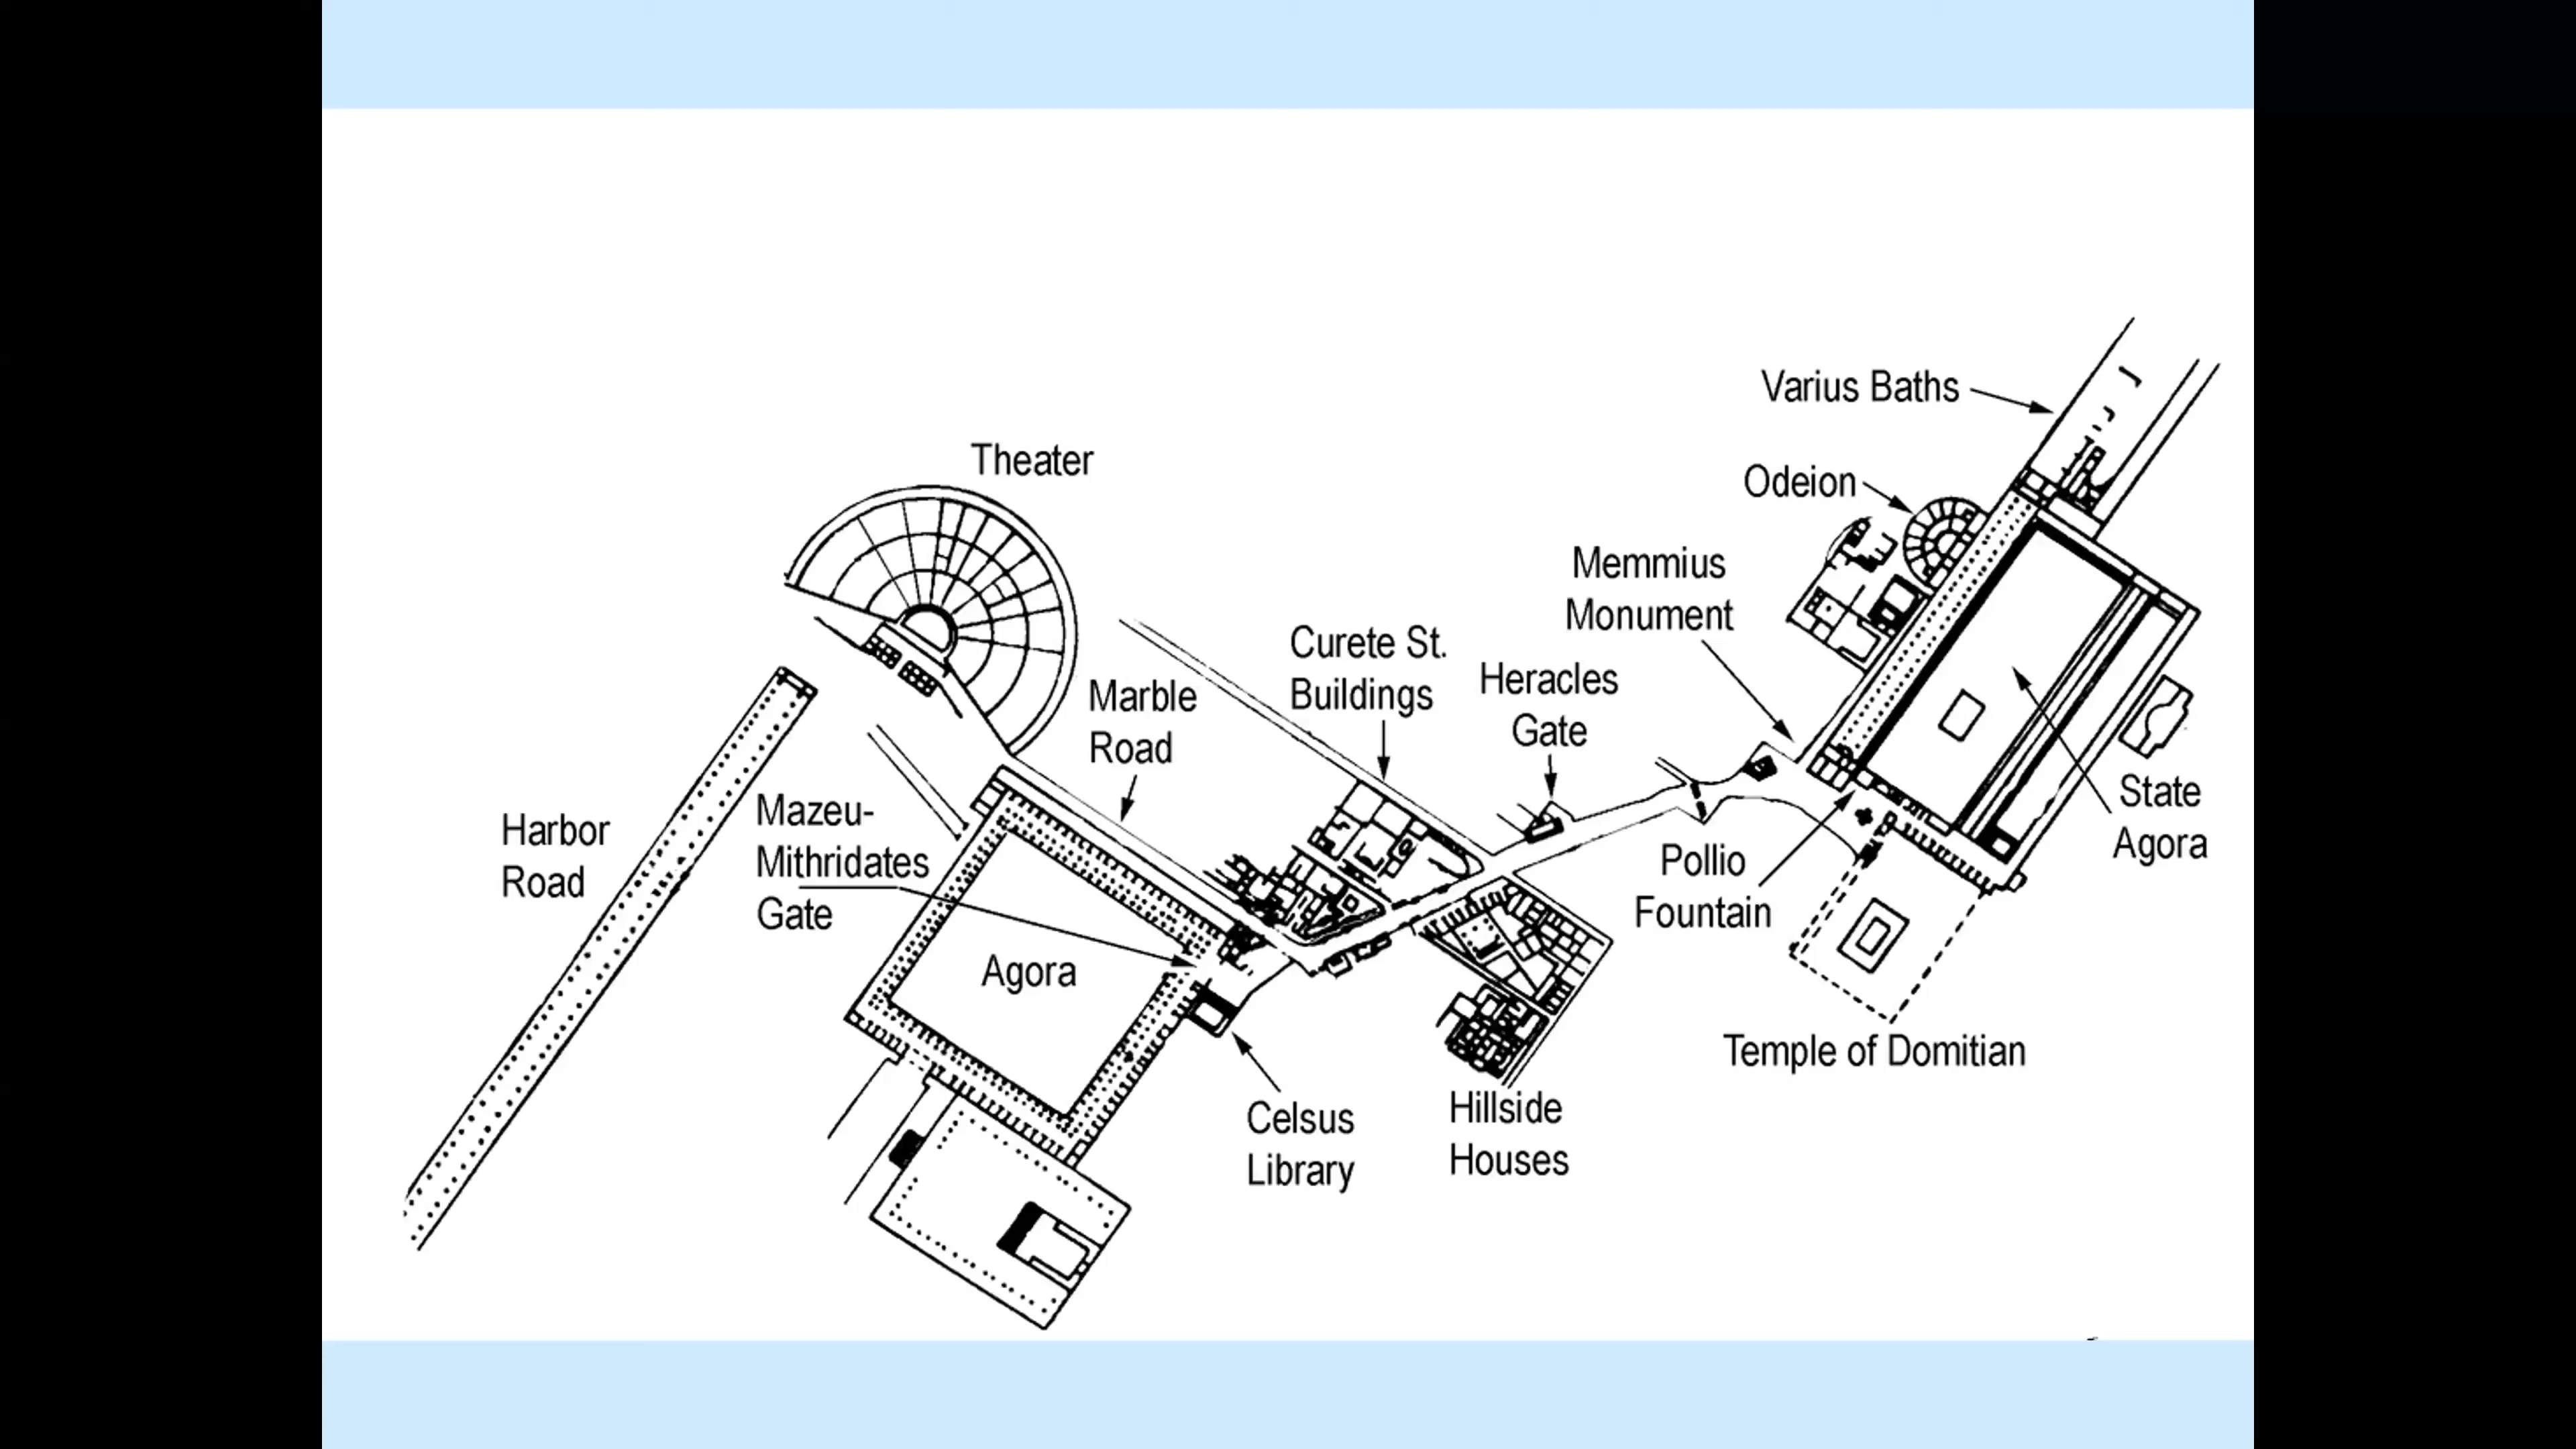 Varius Baths
Theater
Odeion
Memmius
Monument
Curete St.
Buildings
Heracles
Gate
Marble
Road
State
Agora
Mazeu-
Mithridates
Gate
Harbor
Road
Pollio
Fountain
Agora
Temple of Domitian
Celsus
Library
Hillside
Houses